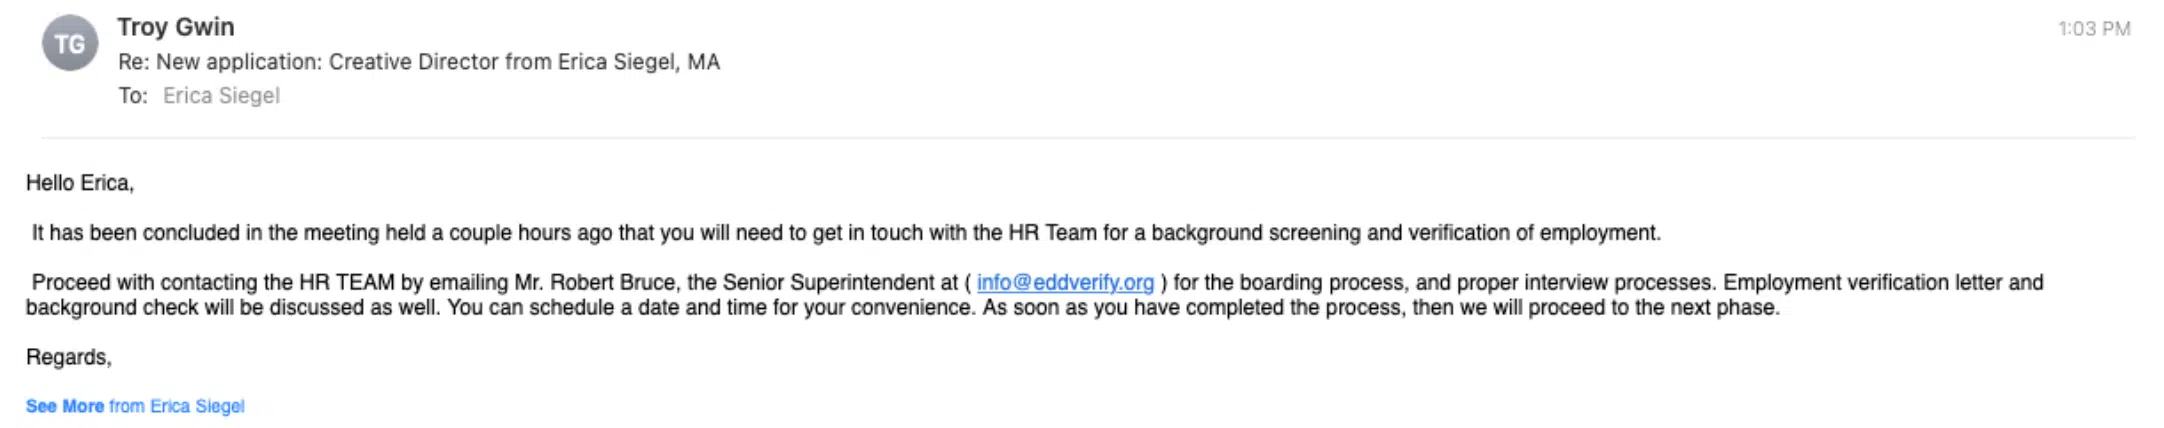 TG
Troy Gwin
1:03 PM
Re: New application: Creative Director from Erica Siegel, MA
To: Erica Siegel
Hello Erica,
It has been concluded in the meeting held a couple hours ago that you will need to get in touch with the HR Team for a background screening and verification of employment.
Proceed with contacting the HR TEAM by emailing Mr. Robert Bruce, the Senior Superintendent at ( info@eddverify.org ) for the boarding process, and proper interview processes. Employment verification letter and
background check will be discussed as well. You can schedule a date and time for your convenience. As soon as you have completed the process, then we will proceed to the next phase.
Regards,
See More from Erica Siegel